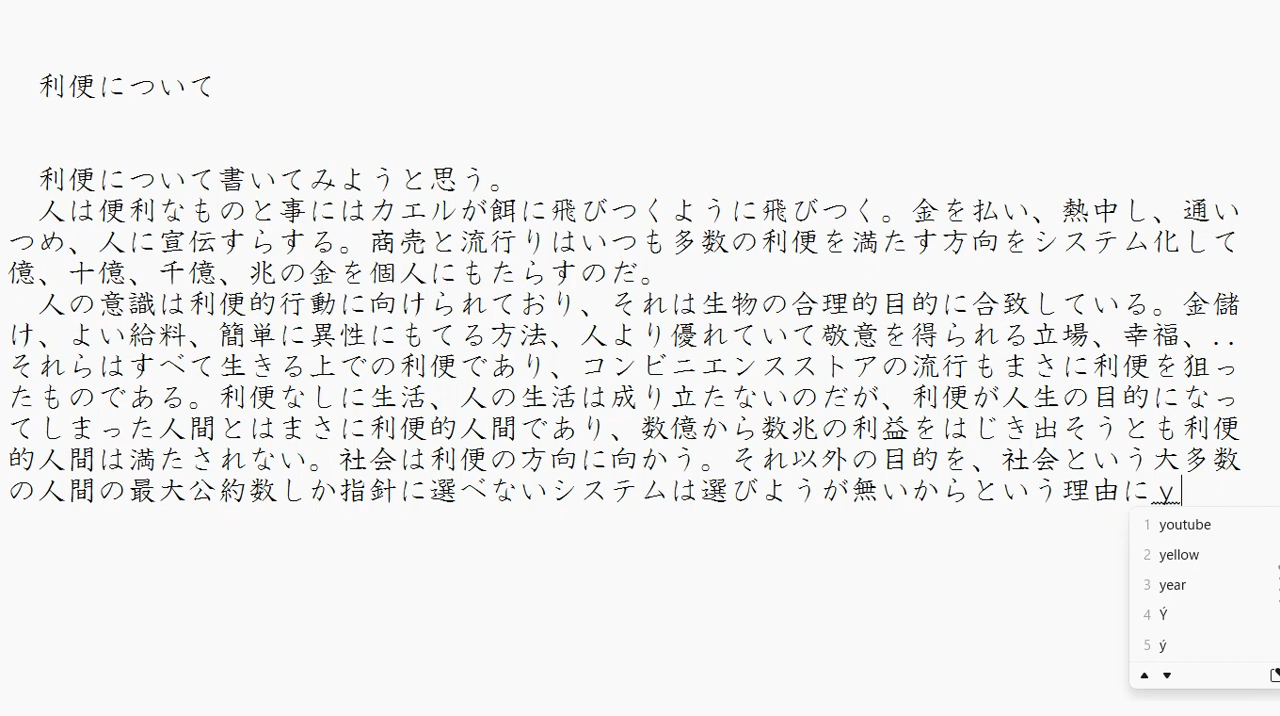 利便について
利便について書いてみようと思う。
人は便利なものと事にはカエルが餌に飛びつくように飛びつく。金を払い、熱中し、通い
つめ、人に宣伝すらする。商売と流行りはいつも多数の利便を満たす方向をシステム化して
億、十億、千億、兆の金を個人にもたらすのだ。
人の意識は利便的行動に向けられており、それは生物の合理的目的に合致している。金儲
け、よい給料、簡単に異性にもてる方法、人より優れていて敬意を得られる立場、幸福、..
それらはすべて生きる上での利便であり、コンビニエンスストアの流行もまさに利便を狙っ
たものである。利便なしに生活、人の生活は成り立たないのだが、利便が人生の目的になっ
てしまった人間とはまさに利便的人間であり、数億から数兆の利益をはじき出そうとも利便
的人間は満たされない。社会は利便の方向に向かう。それ以外の目的を、社会という大多数
の人間の最大公約数しか指針に選べないシステムは選びようが無いからという理由にy
1 youtube
2 yellow
3 year
4 Ý
5 ý